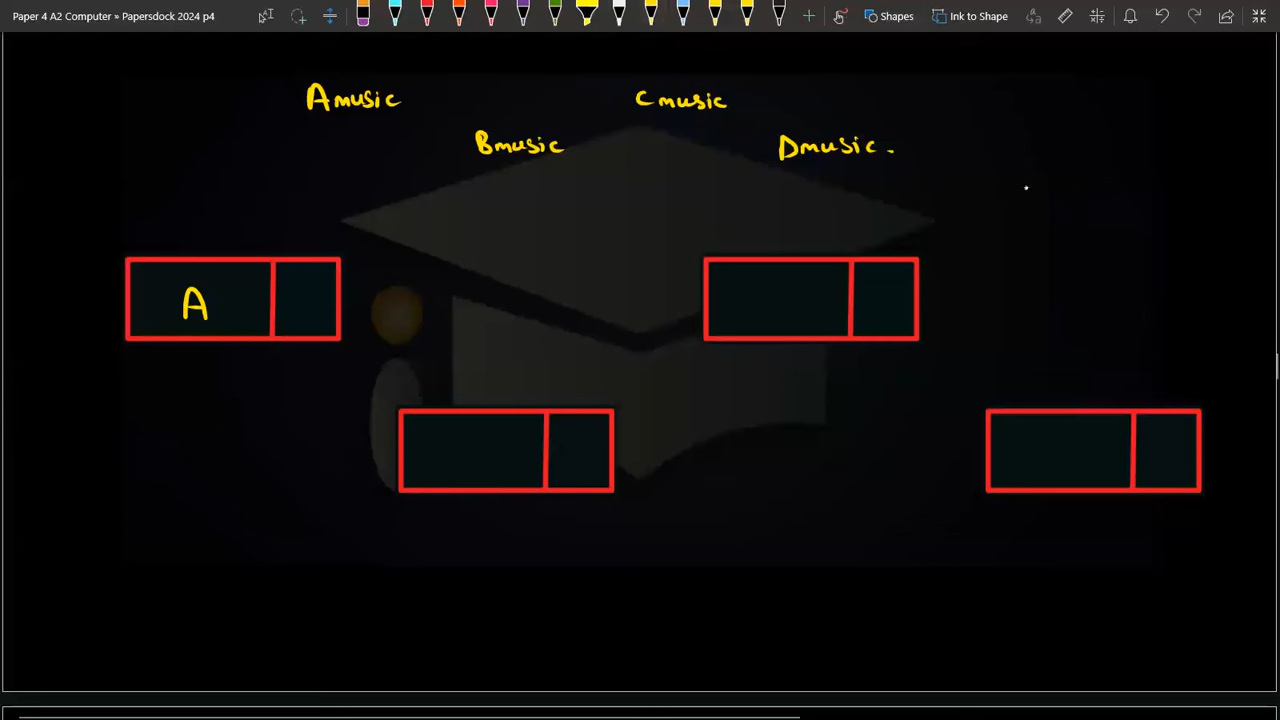 Paper 4 A2 Computer » Papersdock 2024 p4
Shapes
Ink to Shape
Amusic
Cmusic
Bmusic
Dmusic.
A